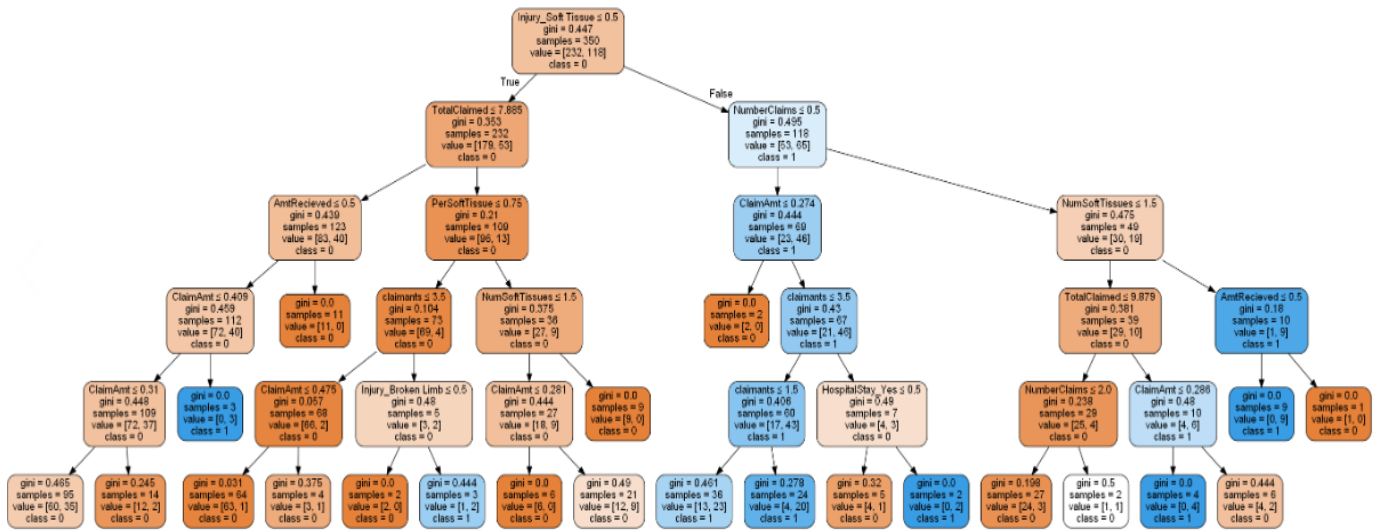 Injury_Soft Tissue ≤ 0.5
gini = 0.447
samples = 350
value = [232, 118]
class = 0
True
False
TotalClaimed ≤ 7.885
gini = 0.353
samples = 232
value = [179, 53]
class = 0
NumberClaims ≤ 0.5
gini = 0.495
samples = 118
value = [53, 65]
class = 1
AmtRecieved ≤ 0.5
gini = 0.439
samples = 123
value = [83, 40]
class = 0
PerSoftTissue ≤ 0.75
gini = 0.21
samples = 109
value = [96, 13]
class = 0
ClaimAmt ≤ 0.274
gini = 0.444
samples = 69
value = [23, 46]
class = 1
NumSoftTissues ≤ 1.5
gini = 0.475
samples = 49
value = [30, 19]
class = 0
ClaimAmt ≤ 0.409
gini = 0.459
samples = 112
value = [72, 40]
class = 0
gini = 0.0
samples = 11
value = [11, 0]
class = 0
claimants ≤ 3.5
gini = 0.104
samples = 73
value = [69, 4]
class = 0
NumSoftTissues ≤ 1.5
gini = 0.375
samples = 36
value = [27, 9]
class = 0
gini = 0.0
samples = 2
value = [2, 0]
class = 0
claimants ≤ 3.5
gini = 0.43
samples = 67
value = [21, 46]
class = 1
TotalClaimed ≤ 9.879
gini = 0.381
samples = 39
value = [29, 10]
class = 0
AmtRecieved ≤ 0.5
gini = 0.18
samples = 10
value = [1, 9]
class = 1
ClaimAmt ≤ 0.31
gini = 0.448
samples = 109
value = [72, 37]
class = 0
gini = 0.0
samples = 3
value = [0, 3]
class = 1
ClaimAmt ≤ 0.475
gini = 0.057
samples = 68
value = [66, 2]
class = 0
Injury_Broken Limb ≤ 0.5
gini = 0.48
samples = 5
value = [3, 2]
class = 0
ClaimAmt ≤ 0.281
gini = 0.444
samples = 27
value = [18, 9]
class = 0
gini = 0.0
samples = 9
value = [9, 0]
class = 0
claimants ≤ 1.5
gini = 0.406
samples = 60
value = [17, 43]
class = 1
HospitalStay_Yes ≤ 0.5
gini = 0.49
samples = 7
value = [4, 3]
class = 0
NumberClaims ≤ 2.0
gini = 0.238
samples = 29
value = [25, 4]
class = 0
ClaimAmt ≤ 0.286
gini = 0.48
samples = 10
value = [4, 6]
class = 1
gini = 0.0
samples = 9
value = [0, 9]
class = 1
gini = 0.0
samples = 1
value = [1, 0]
class = 0
gini = 0.465
samples = 95
value = [60, 35]
class = 0
gini = 0.245
samples = 14
value = [12, 2]
class = 0
gini = 0.031
samples = 64
value = [63, 1]
class = 0
gini = 0.375
samples = 4
value = [3, 1]
class = 0
gini = 0.0
samples = 2
value = [2, 0]
class = 0
gini = 0.444
samples = 3
value = [1, 2]
class = 1
gini = 0.0
samples = 6
value = [6, 0]
class = 0
gini = 0.49
samples = 21
value = [12, 9]
class = 0
gini = 0.461
samples = 36
value = [13, 23]
class = 1
gini = 0.278
samples = 24
value = [4, 20]
class = 1
gini = 0.32
samples = 5
value = [4, 1]
class = 0
gini = 0.0
samples = 2
value = [0, 2]
class = 1
gini = 0.198
samples = 27
value = [24, 3]
class = 0
gini = 0.5
samples = 2
value = [1, 1]
class = 0
gini = 0.0
samples = 4
value = [0, 4]
class = 1
gini = 0.444
samples = 6
value = [4, 2]
class = 0